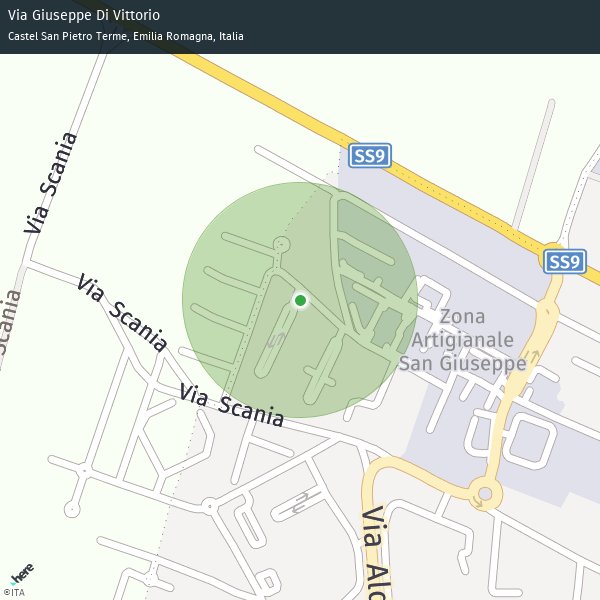 Via Giuseppe Di Vittorio
Castel San Pietro Terme, Emilia Romagna, Italia
SS9
Via Scania
SS9
Via Scania
Scania
Zona
Artigianale
San Giuseppe
Via Scania
Via Alc
here
©ITA